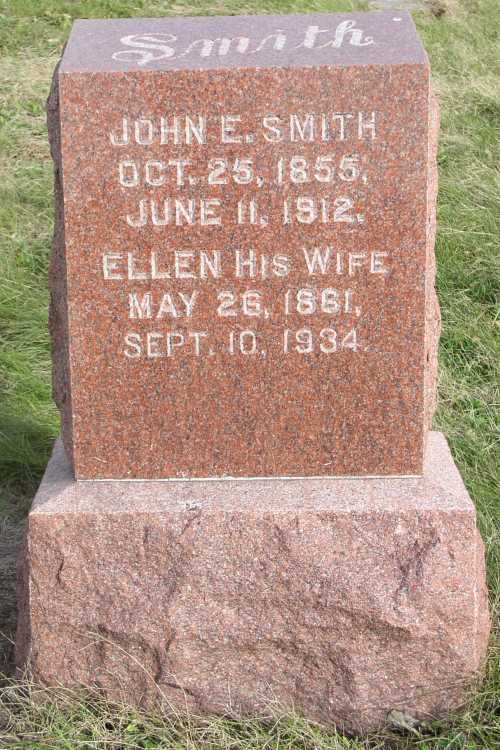 Smith
JOHN E. SMITH
OCT. 25, 1855,
JUNE 11, 1912.
ELLEN HIS WIFE
MAY 26, 1861,
SEPT. 10, 1934.